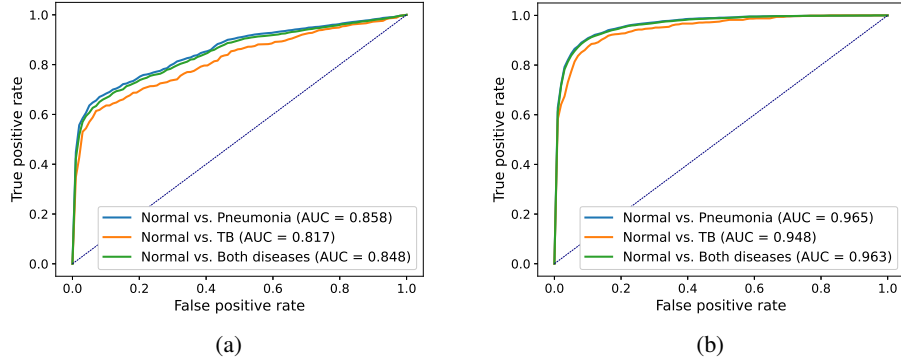 1.0
0.8
0.6
0.4
0.2
0.0
True positive rate
Normal vs. Pneumonia (AUC = 0.858)
Normal vs. TB (AUC = 0.817)
Normal vs. Both diseases (AUC = 0.848)
0.0 0.2 0.4 0.6 0.8 1.0
False positive rate
(a)
1.0
0.8
0.6
0.4
0.2
0.0
True positive rate
Normal vs. Pneumonia (AUC = 0.965)
Normal vs. TB (AUC = 0.948)
Normal vs. Both diseases (AUC = 0.963)
0.0 0.2 0.4 0.6 0.8 1.0
False positive rate
(b)